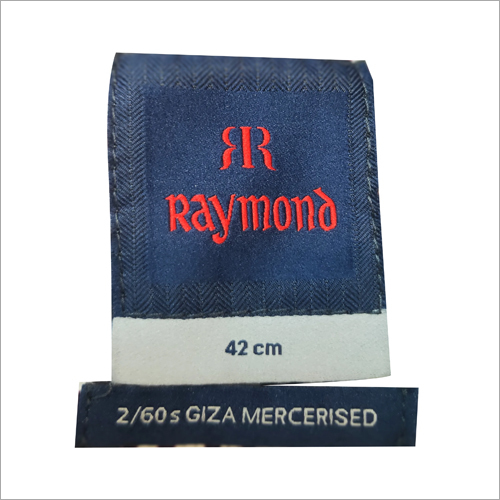 RR
Raymond
42 cm
2/60s GIZA MERCERISED